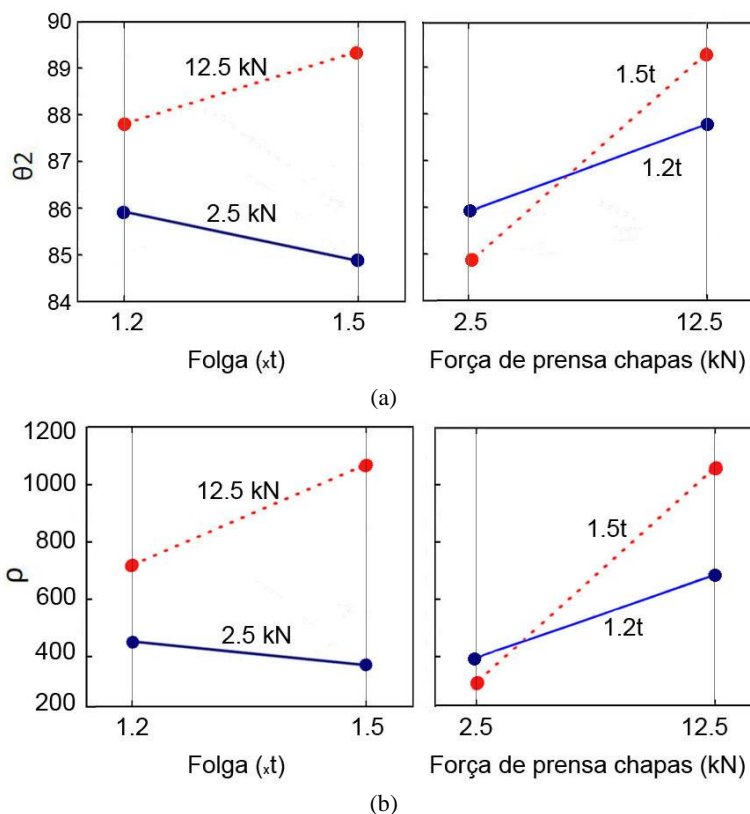 90
89
88
87
86
85
84
θ2
12.5 kN
2.5 kN
1.2 1.5
Folga (ₓt)
1.5t
1.2t
2.5 12.5
Força de prensa chapas (kN)
(a)
1200
1000
800
600
400
200
ρ
12.5 kN
2.5 kN
1.2 1.5
Folga (ₓt)
1.5t
1.2t
2.5 12.5
Força de prensa chapas (kN)
(b)